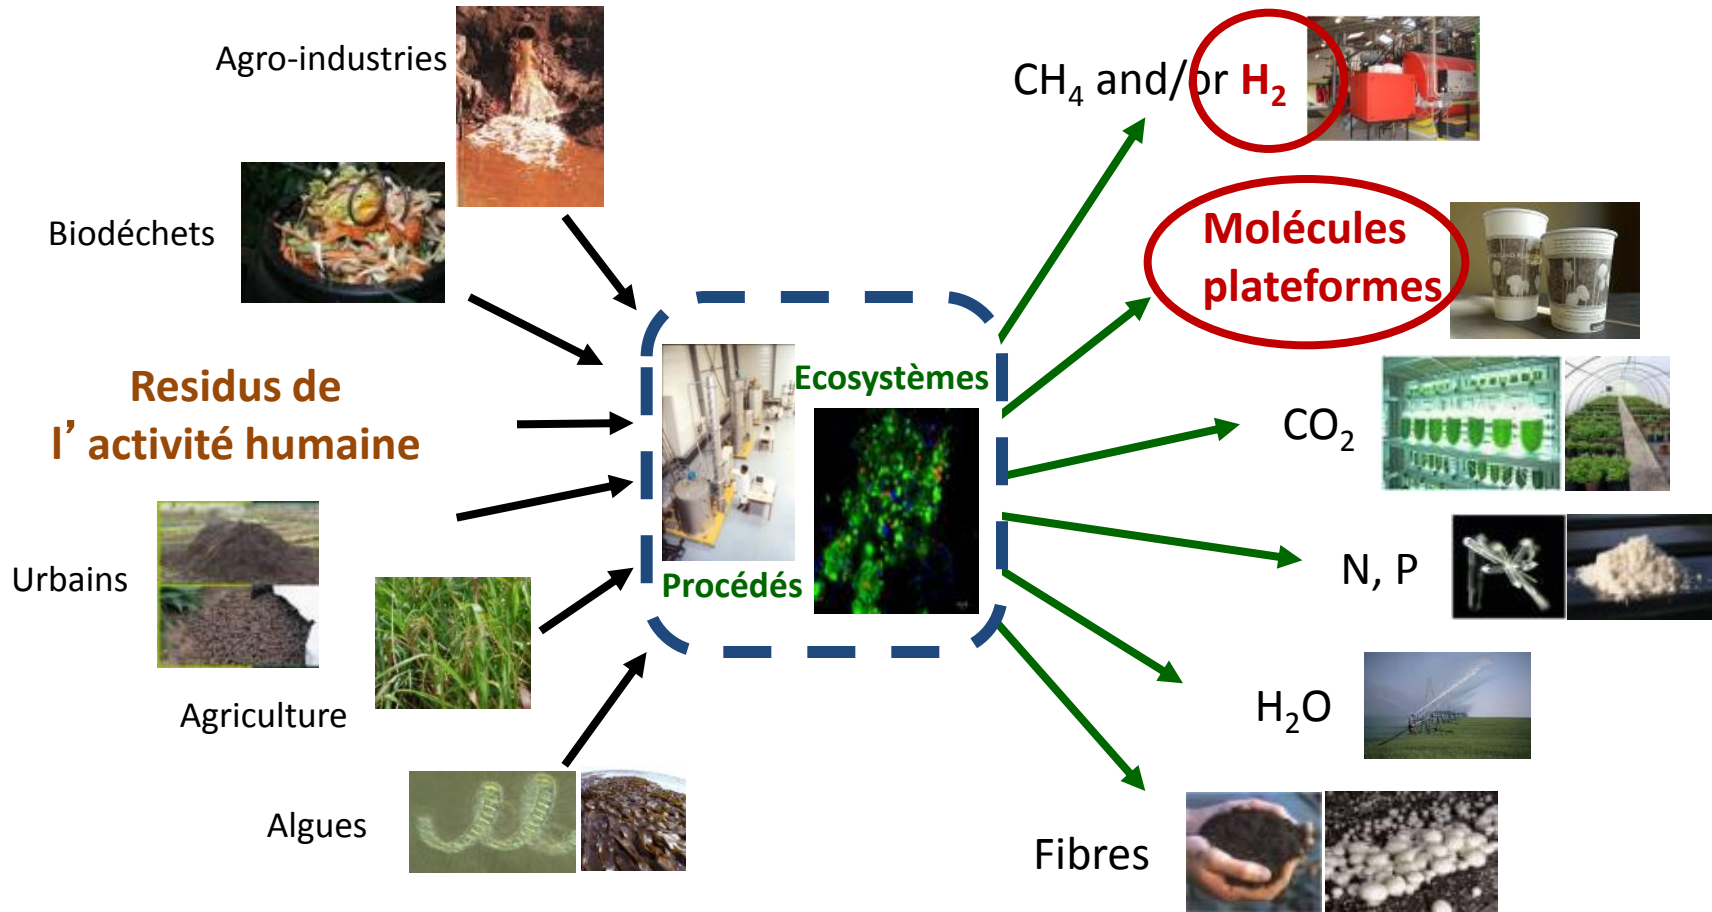 Agro-industries
Biodéchets
Residus de
l’activité humaine
Urbains
Agriculture
Algues
Ecosystèmes
Procédés
CH₄ and/or H₂
Molécules
plateformes
CO₂
N, P
H₂O
Fibres